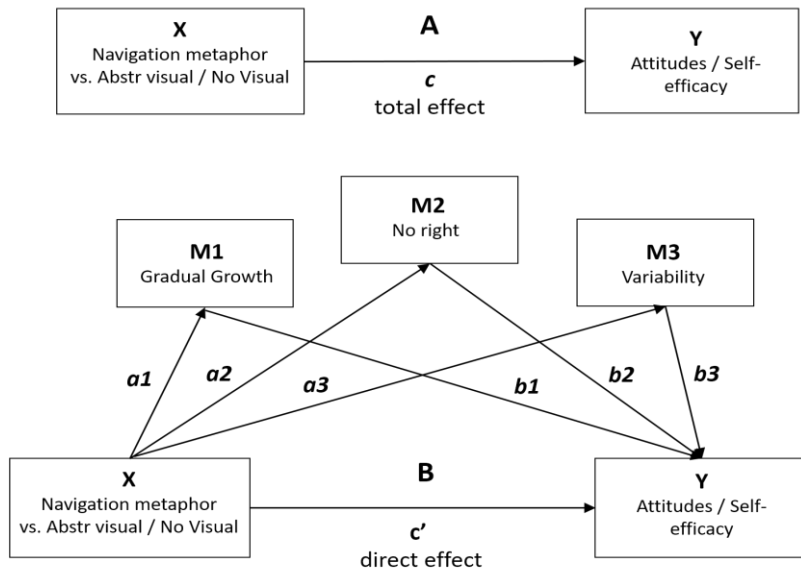 X
Navigation metaphor
vs. Abstr visual / No Visual
A
c
total effect
Y
Attitudes / Self-
efficacy
M1
Gradual Growth
M2
No right
M3
Variability
a1
a2
a3
b1
b2
b3
X
Navigation metaphor
vs. Abstr visual / No Visual
B
c’
direct effect
Y
Attitudes / Self-
efficacy